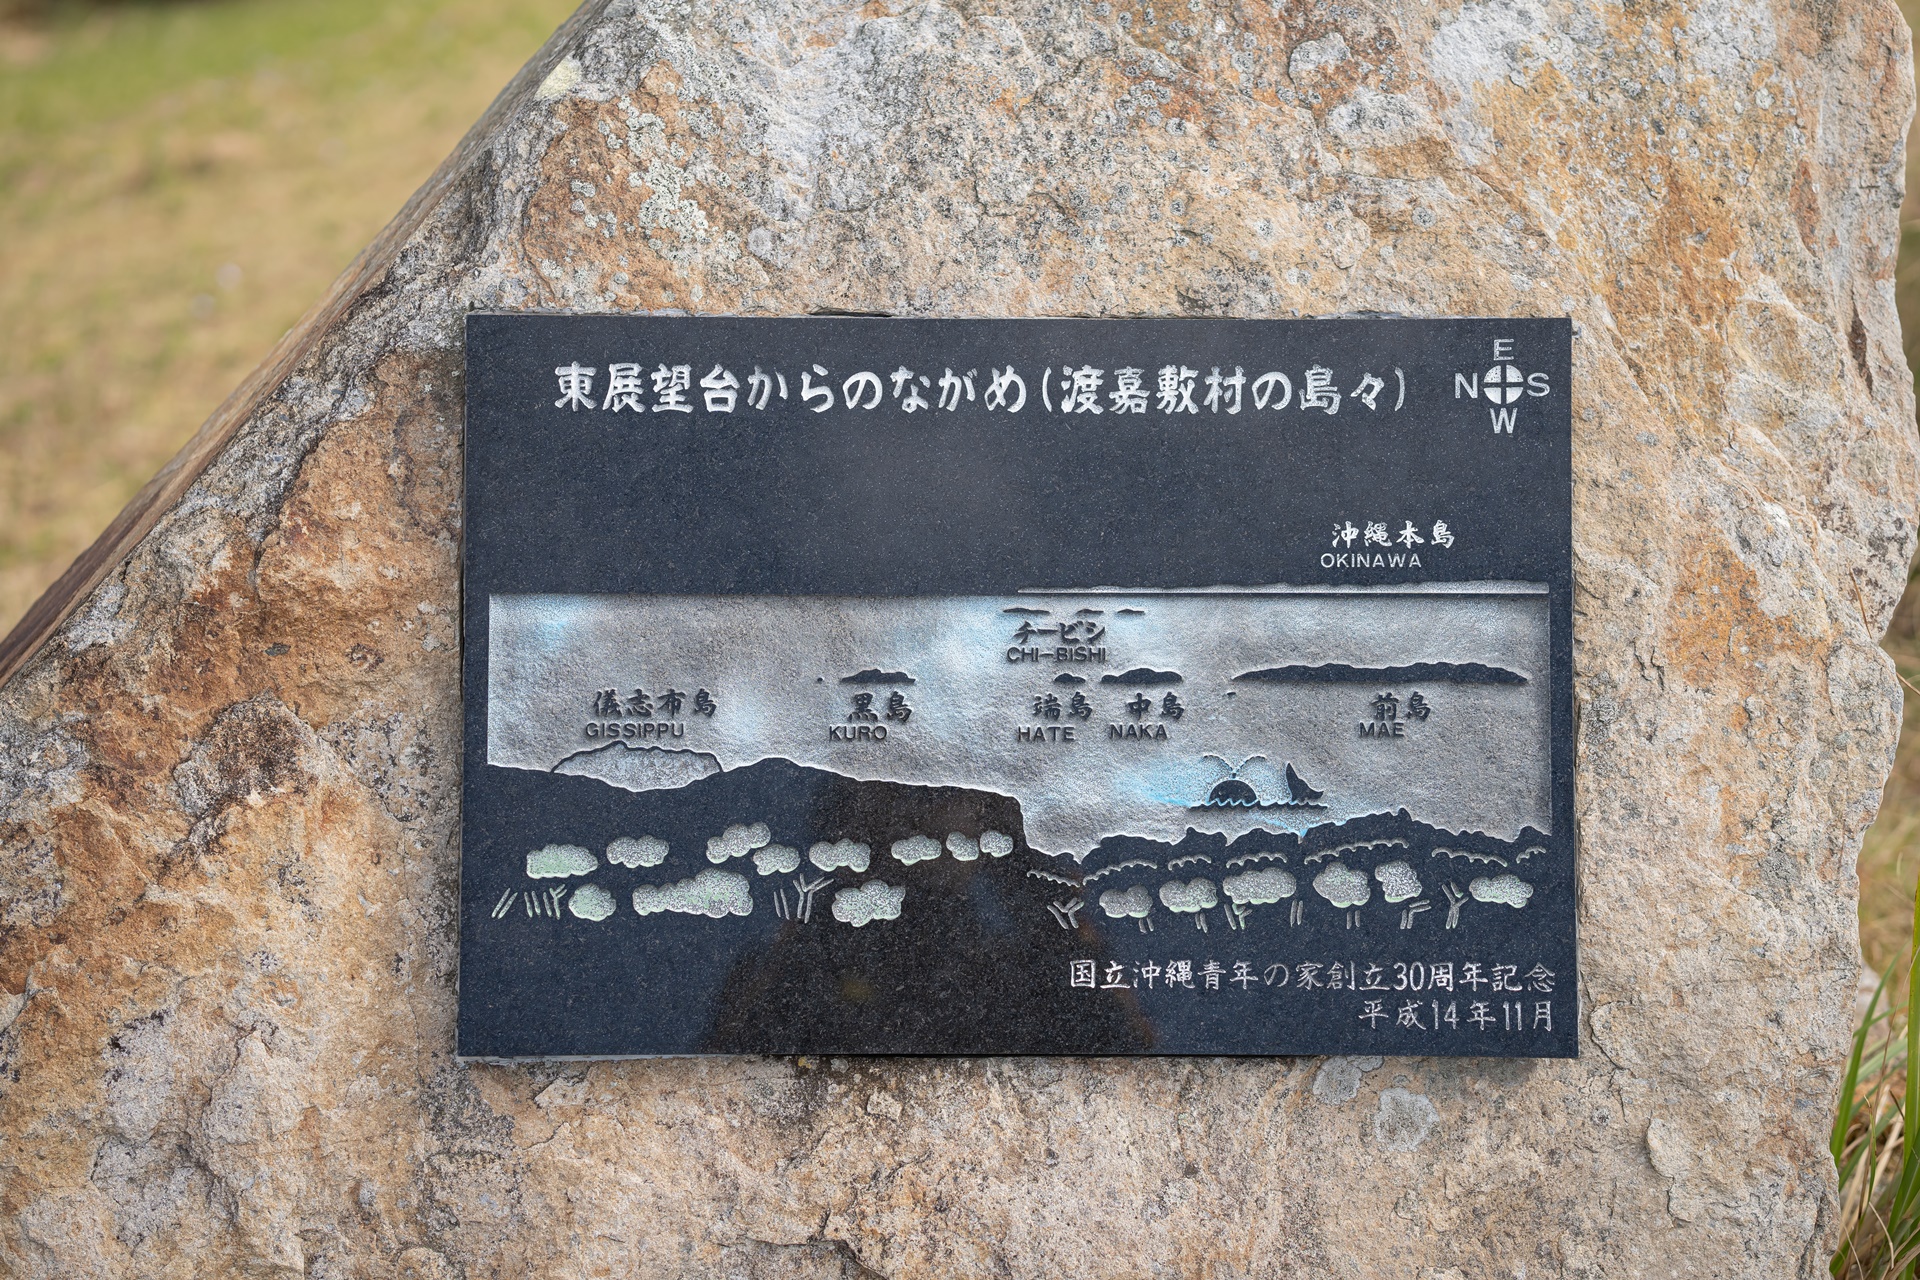 東展望台からのながめ(渡嘉敷村の島々)
E
N S
W
沖縄本島
OKINAWA
チービシ
CHI-BISHI
儀志布島
GISSIPPU
黒島
KURO
端島
HATE
中島
NAKA
前島
MAE
国立沖縄青年の家創立30周年記念
平成14年11月